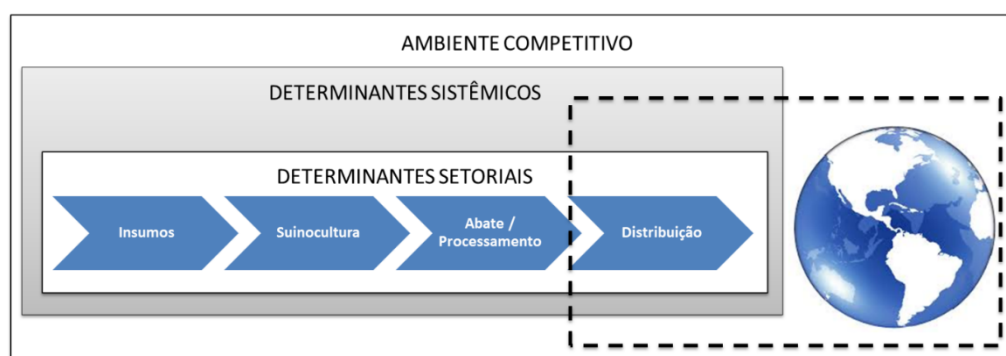 AMBIENTE COMPETITIVO
DETERMINANTES SISTÊMICOS
DETERMINANTES SETORIAIS
Insumos
Suinocultura
Abate /
Processamento
Distribuição